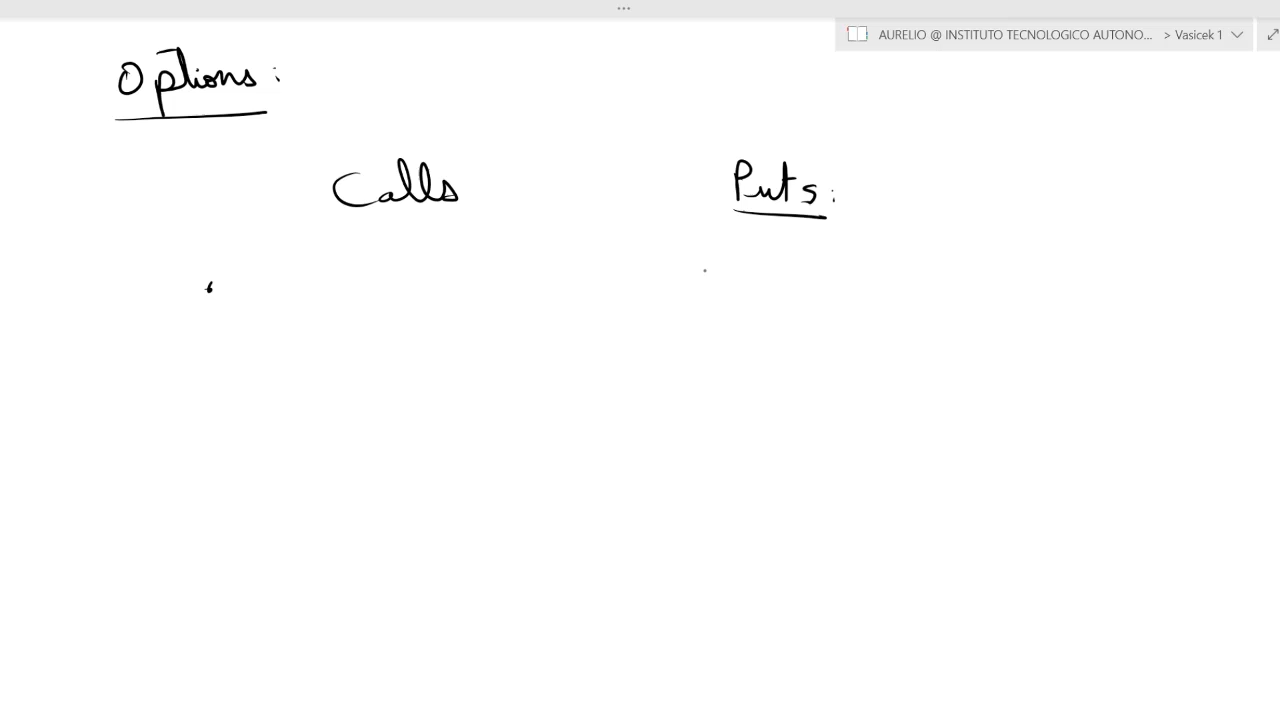 AURELIO @ INSTITUTO TECNOLOGICO AUTONO... > Vasicek 1
Options:
Calls Puts: